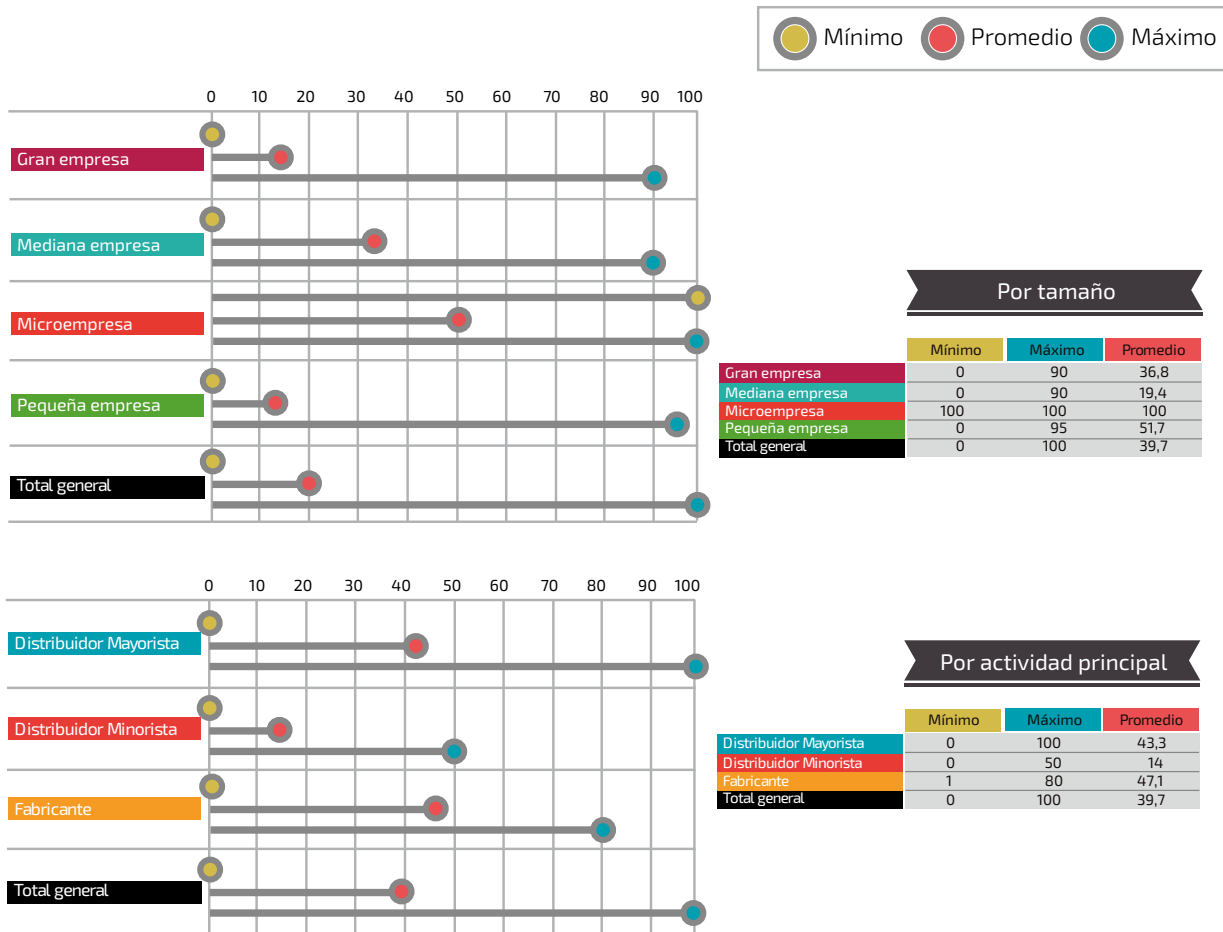 Mínimo Promedio Máximo
0 10 20 30 40 50 60 70 80 90 100
Gran empresa
Mediana empresa
Microempresa
Pequeña empresa
Total general
Por tamaño
Mínimo Máximo Promedio
Gran empresa 0 90 36,8
Mediana empresa 0 90 19,4
Microempresa 100 100 100
Pequeña empresa 0 95 51,7
Total general 0 100 39,7
0 10 20 30 40 50 60 70 80 90 100
Distribuidor Mayorista
Distribuidor Minorista
Fabricante
Total general
Por actividad principal
Mínimo Máximo Promedio
Distribuidor Mayorista 0 100 43,3
Distribuidor Minorista 0 50 14
Fabricante 1 80 47,1
Total general 0 100 39,7